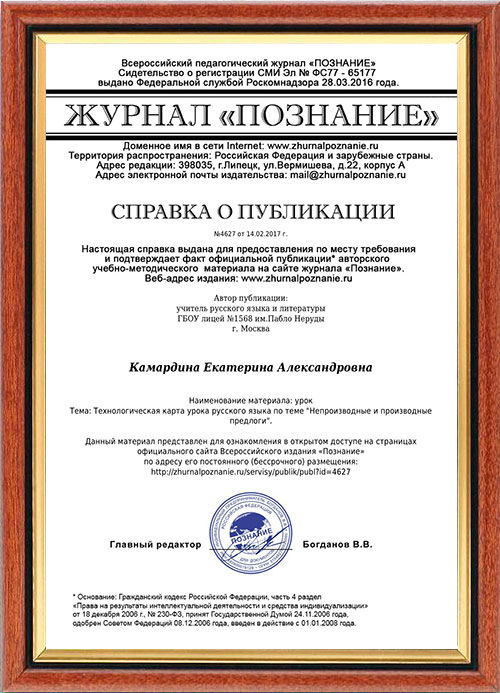 Всероссийский педагогический журнал «ПОЗНАНИЕ»
Сидетельство о регистрации СМИ Эл № ФС77 - 65177
выдано Федеральной службой Роскомнадзора 28.03.2016 года.
ЖУРНАЛ «ПОЗНАНИЕ»
Доменное имя в сети Internet: www.zhurnalpoznanie.ru
Территория распространения: Российская Федерация и зарубежные страны.
Адрес редакции: 398035, г.Липецк, ул.Вермишева, д.22, корпус А
Адрес электронной почты издательства: mail@zhurnalpoznanie.ru
СПРАВКА О ПУБЛИКАЦИИ
№4627 от 14.02.2017 г.
Настоящая справка выдана для предоставления по месту требования
и подтверждает факт официальной публикации* авторского
учебно-методического материала на сайте журнала «Познание».
Веб-адрес издания: www.zhurnalpoznanie.ru
Автор публикации:
учитель русского языка и литературы
ГБОУ лицей №1568 им.Пабло Неруды
г. Москва
Камардина Екатерина Александровна
Наименование материала: урок
Тема: Технологическая карта урока русского языка по теме "Непроизводные и производные
предлоги".
Данный материал представлен для ознакомления в открытом доступе на страницах
официального сайта Всероссийского издания «Познание»
по адресу его постоянного (бессрочного) размещения:
http://zhurnalpoznanie.ru/servisy/publik/publ?id=4627
РОССИЙСКАЯ ФЕДЕРАЦИЯ
ПОЗНАНИЕ
для документов
Главный редактор Богданов В.В.
* Основание: Гражданский кодекс Российской Федерации, часть 4 раздел
«Права на результаты интеллектуальной деятельности и средства индивидуализации»
от 18 декабря 2006 г., № 230-ФЗ, принят Государственной Думой 24.11.2006 года,
одобрен Советом Федераций 08.12.2006 года, введен в действие с 01.01.2008 года.